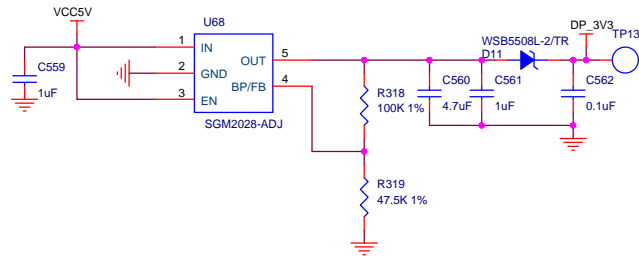 VCC5V
U68
DP_3V3
TP13
WSB5508L-2/TR
D11
1
IN
OUT
5
C559
1uF
2
GND
BP/FB
4
3
EN
SGM2028-ADJ
R318
100K 1%
C560
4.7uF
C561
1uF
C562
0.1uF
R319
47.5K 1%